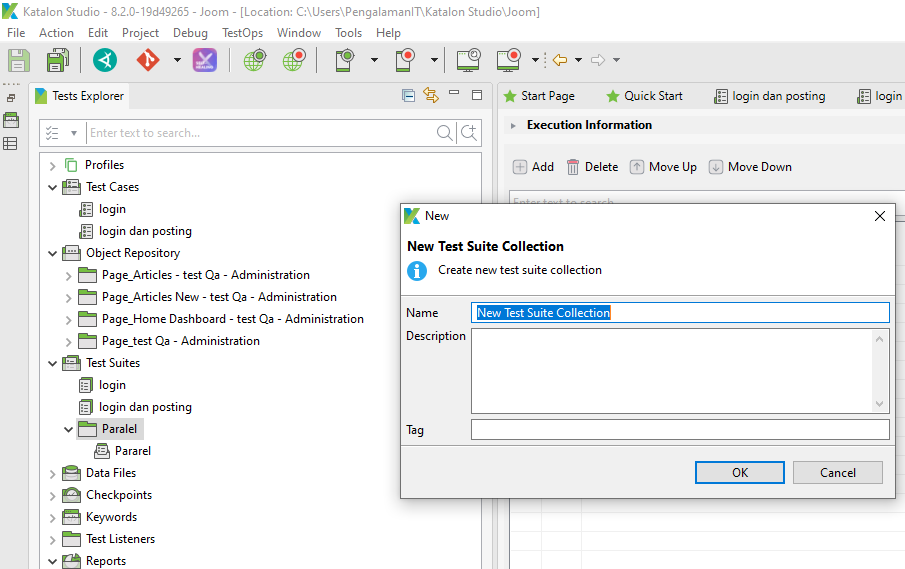 Katalon Studio - 8.2.0-19d49265 - Joom - [Location: C:\Users\PengalamanIT\Katalon Studio\Joom]
File Action Edit Project Debug TestOps Window Tools Help
Tests Explorer
Start Page Quick Start login dan posting login
Enter text to search...
Execution Information
Add Delete Move Up Move Down
Enter text to search
Profiles
Test Cases
login
login dan posting
Object Repository
Page_Articles - test Qa - Administration
Page_Articles New - test Qa - Administration
Page_Home Dashboard - test Qa - Administration
Page_test Qa - Administration
Test Suites
login
login dan posting
Paralel
Pararel
Data Files
Checkpoints
Keywords
Test Listeners
Reports
New
New Test Suite Collection
Create new test suite collection
Name New Test Suite Collection
Description
Tag
OK Cancel